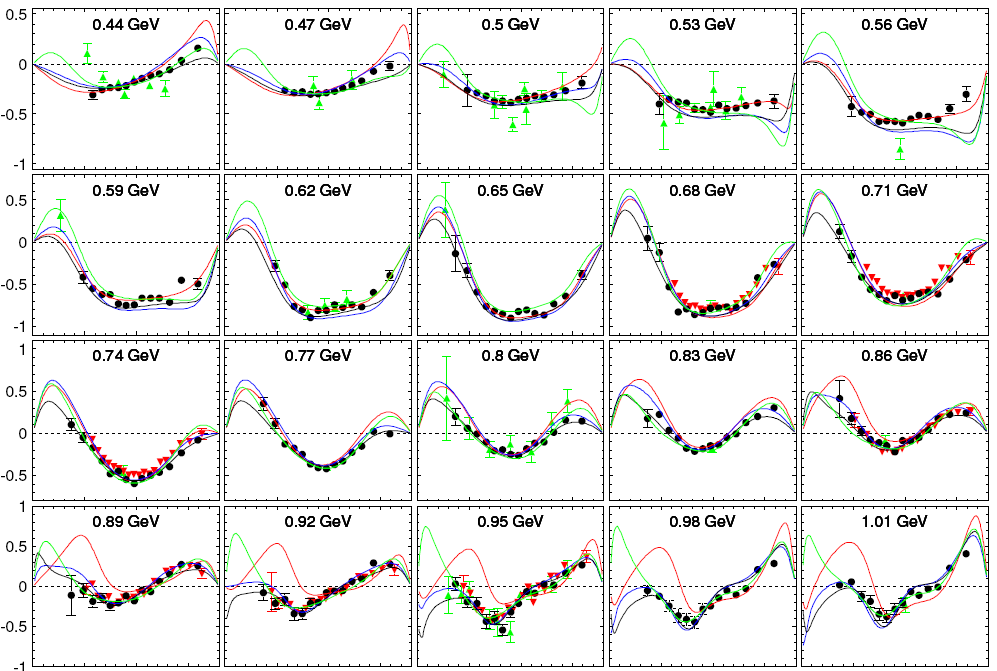 0.5
0
-0.5
-1
0.44 GeV
0.47 GeV
0.5 GeV
0.53 GeV
0.56 GeV
0.5
0
-0.5
-1
0.59 GeV
0.62 GeV
0.65 GeV
0.68 GeV
0.71 GeV
1
0.5
0
-0.5
0.74 GeV
0.77 GeV
0.8 GeV
0.83 GeV
0.86 GeV
1
0.5
0
-0.5
-1
0.89 GeV
0.92 GeV
0.95 GeV
0.98 GeV
1.01 GeV